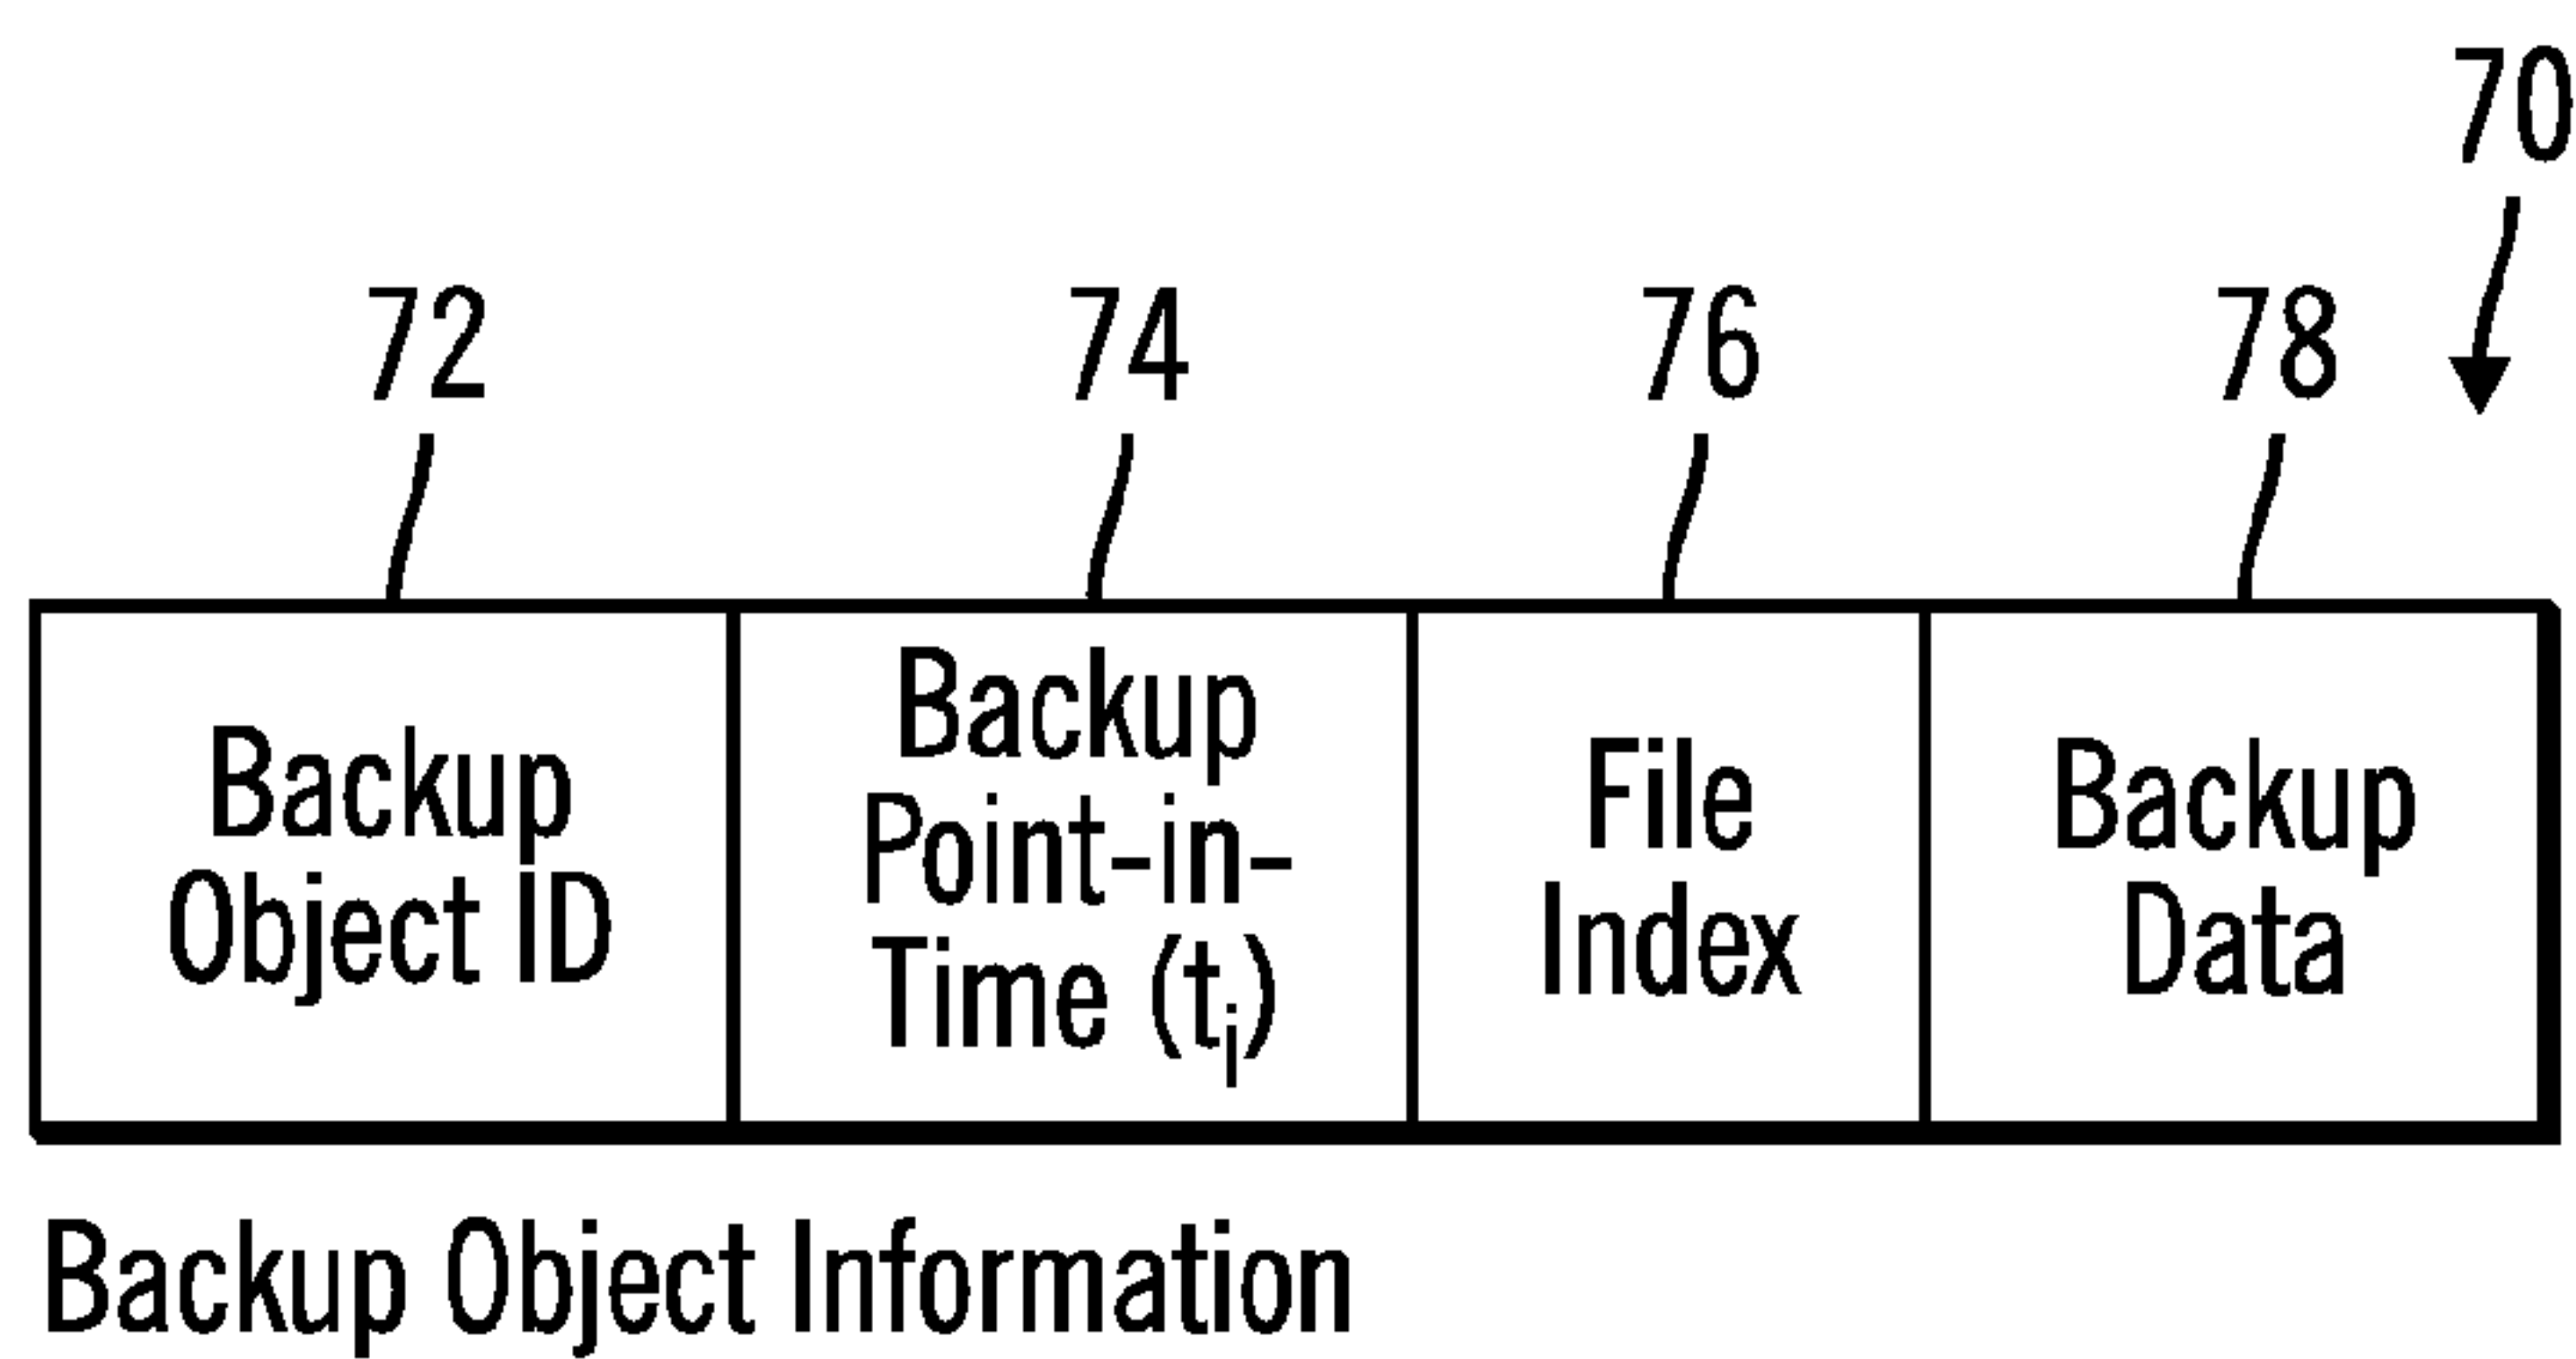 70
72 74 76 78
Backup
Object ID
Backup
Point-in-
Time (tᵢ)
File
Index
Backup
Data
Backup Object Information